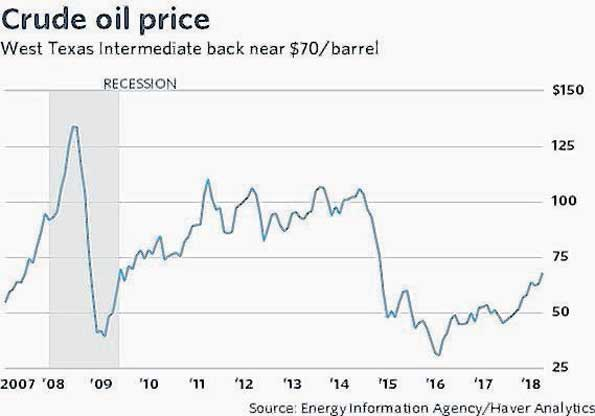 Crude oil price
West Texas Intermediate back near $70/barrel
RECESSION
$150
125
100
75
50
25
2007 '08 '09 '10 '11 '12 '13 '14 '15 '16 '17 '18
Source: Energy Information Agency/Haver Analytics